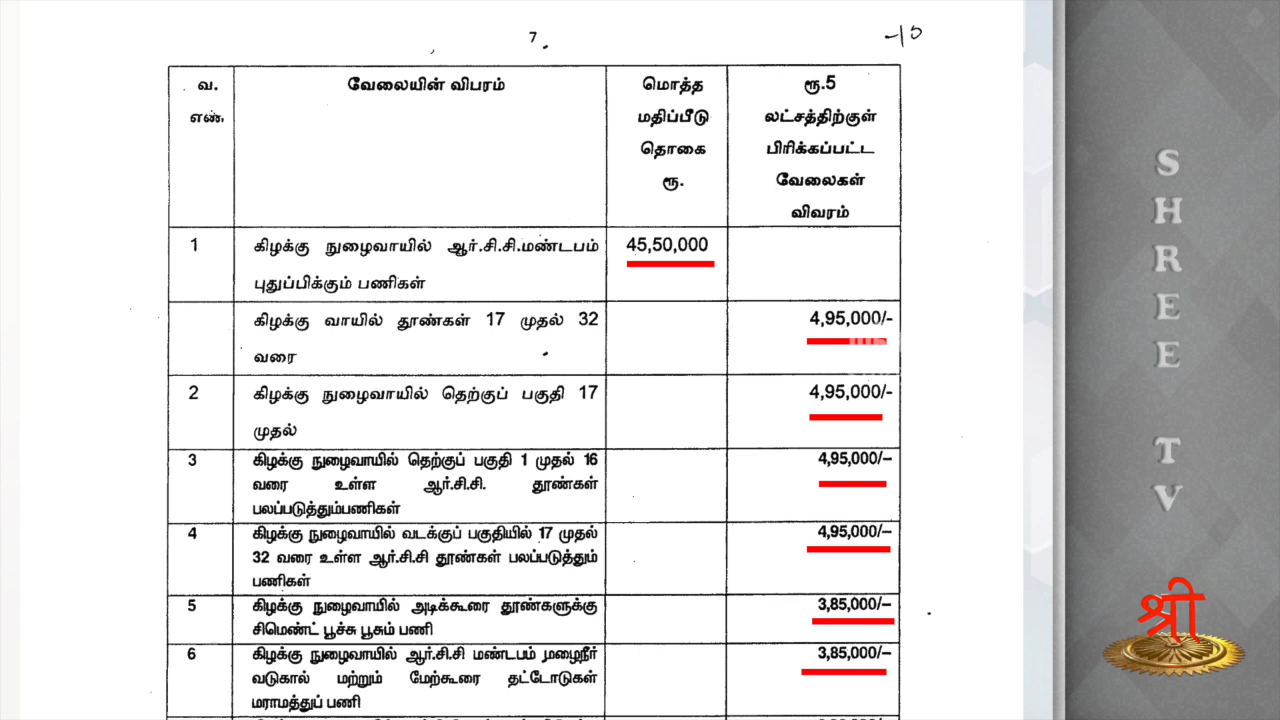 7
-10
வ. எண்.
வேலையின் விபரம்
மொத்த
மதிப்பீடு
தொகை
ரூ.
ரூ.5
லட்சத்திற்குள்
பிரிக்கப்பட்ட
வேலைகள்
விவரம்
1
கிழக்கு நுழைவாயில் ஆர்.சி.சி.மண்டபம்
புதுப்பிக்கும் பணிகள்
45,50,000
கிழக்கு வாயில் தூண்கள் 17 முதல் 32
வரை
4,95,000/-
2
கிழக்கு நுழைவாயில் தெற்குப் பகுதி 17
முதல்
4,95,000/-
3
கிழக்கு நுழைவாயில் தெற்குப் பகுதி 1 முதல் 16
வரை உள்ள ஆர்.சி.சி. தூண்கள்
பலப்படுத்தும்பணிகள்
4,95,000/–
4
கிழக்கு நுழைவாயில் வடக்குப் பகுதியில் 17 முதல்
32 வரை உள்ள ஆர்.சி.சி தூண்கள் பலப்படுத்தும்
பணிகள்
4,95,000/–
5
கிழக்கு நுழைவாயில் அடிக்கூரை தூண்களுக்கு
சிமெண்ட் பூச்சு பூசும் பணி
3,85,000/–
6
கிழக்கு நுழைவாயில் ஆர்.சி.சி மண்டபம் மழைநீர்
வடுகால் மற்றும் மேற்கூரை தட்டோடுகள்
மராமத்துப் பணி
3,85,000/–
SHREE TV
श्री